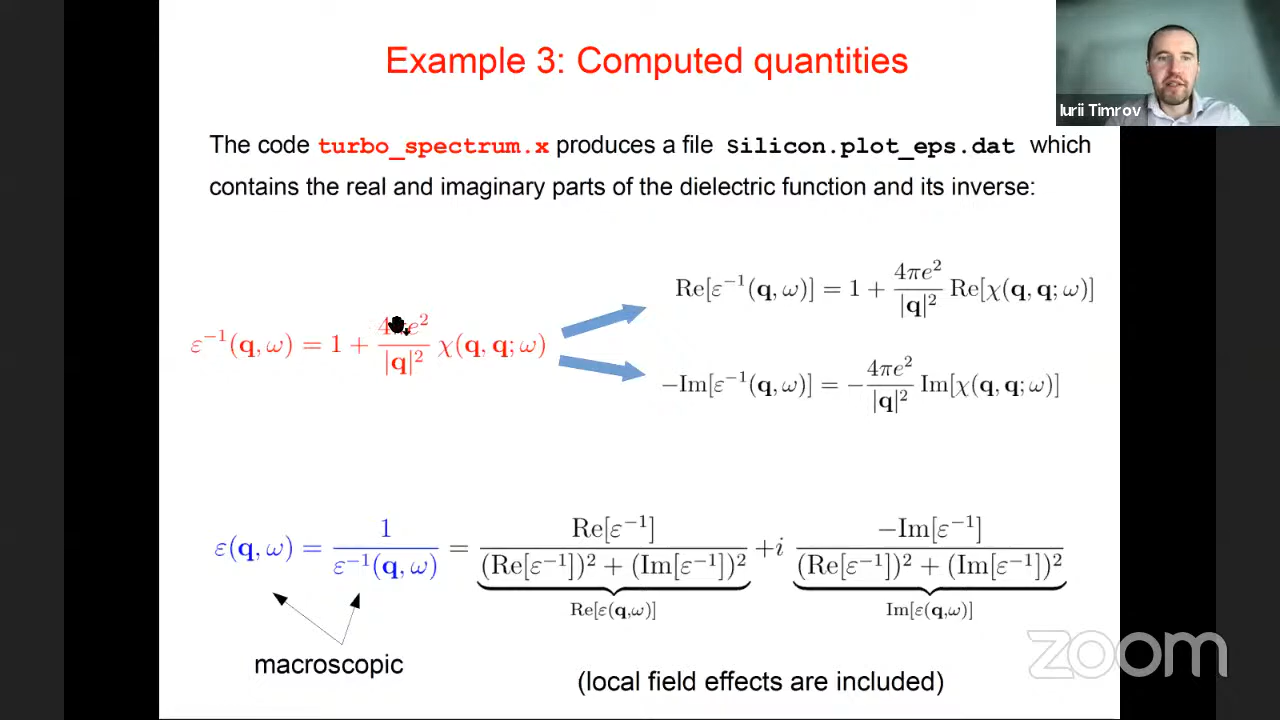 Example 3: Computed quantities
Iurii Timrov
The code turbo_spectrum.x produces a file silicon.plot_eps.dat which
contains the real and imaginary parts of the dielectric function and its inverse:
Re[ε⁻¹(q, ω)] = 1 + 4πe²/|q|² Re[χ(q, q; ω)]
ε⁻¹(q, ω) = 1 + 4πe²/|q|² χ(q, q; ω)
−Im[ε⁻¹(q, ω)] = −4πe²/|q|² Im[χ(q, q; ω)]
ε(q, ω) = 1/ε⁻¹(q, ω) = Re[ε⁻¹]/((Re[ε⁻¹])² + (Im[ε⁻¹])²) +i −Im[ε⁻¹]/((Re[ε⁻¹])² + (Im[ε⁻¹])²)
Re[ε(q,ω)] Im[ε(q,ω)]
macroscopic
(local field effects are included)
zoom